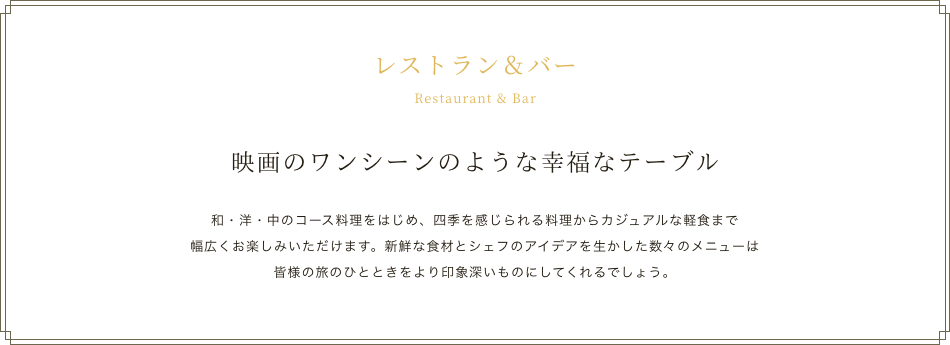 レストラン＆バー
Restaurant & Bar
映画のワンシーンのような幸福なテーブル
和・洋・中のコース料理をはじめ、四季を感じられる料理からカジュアルな軽食まで
幅広くお楽しみいただけます。新鮮な食材とシェフのアイデアを生かした数々のメニューは
皆様の旅のひとときをより印象深いものにしてくれるでしょう。